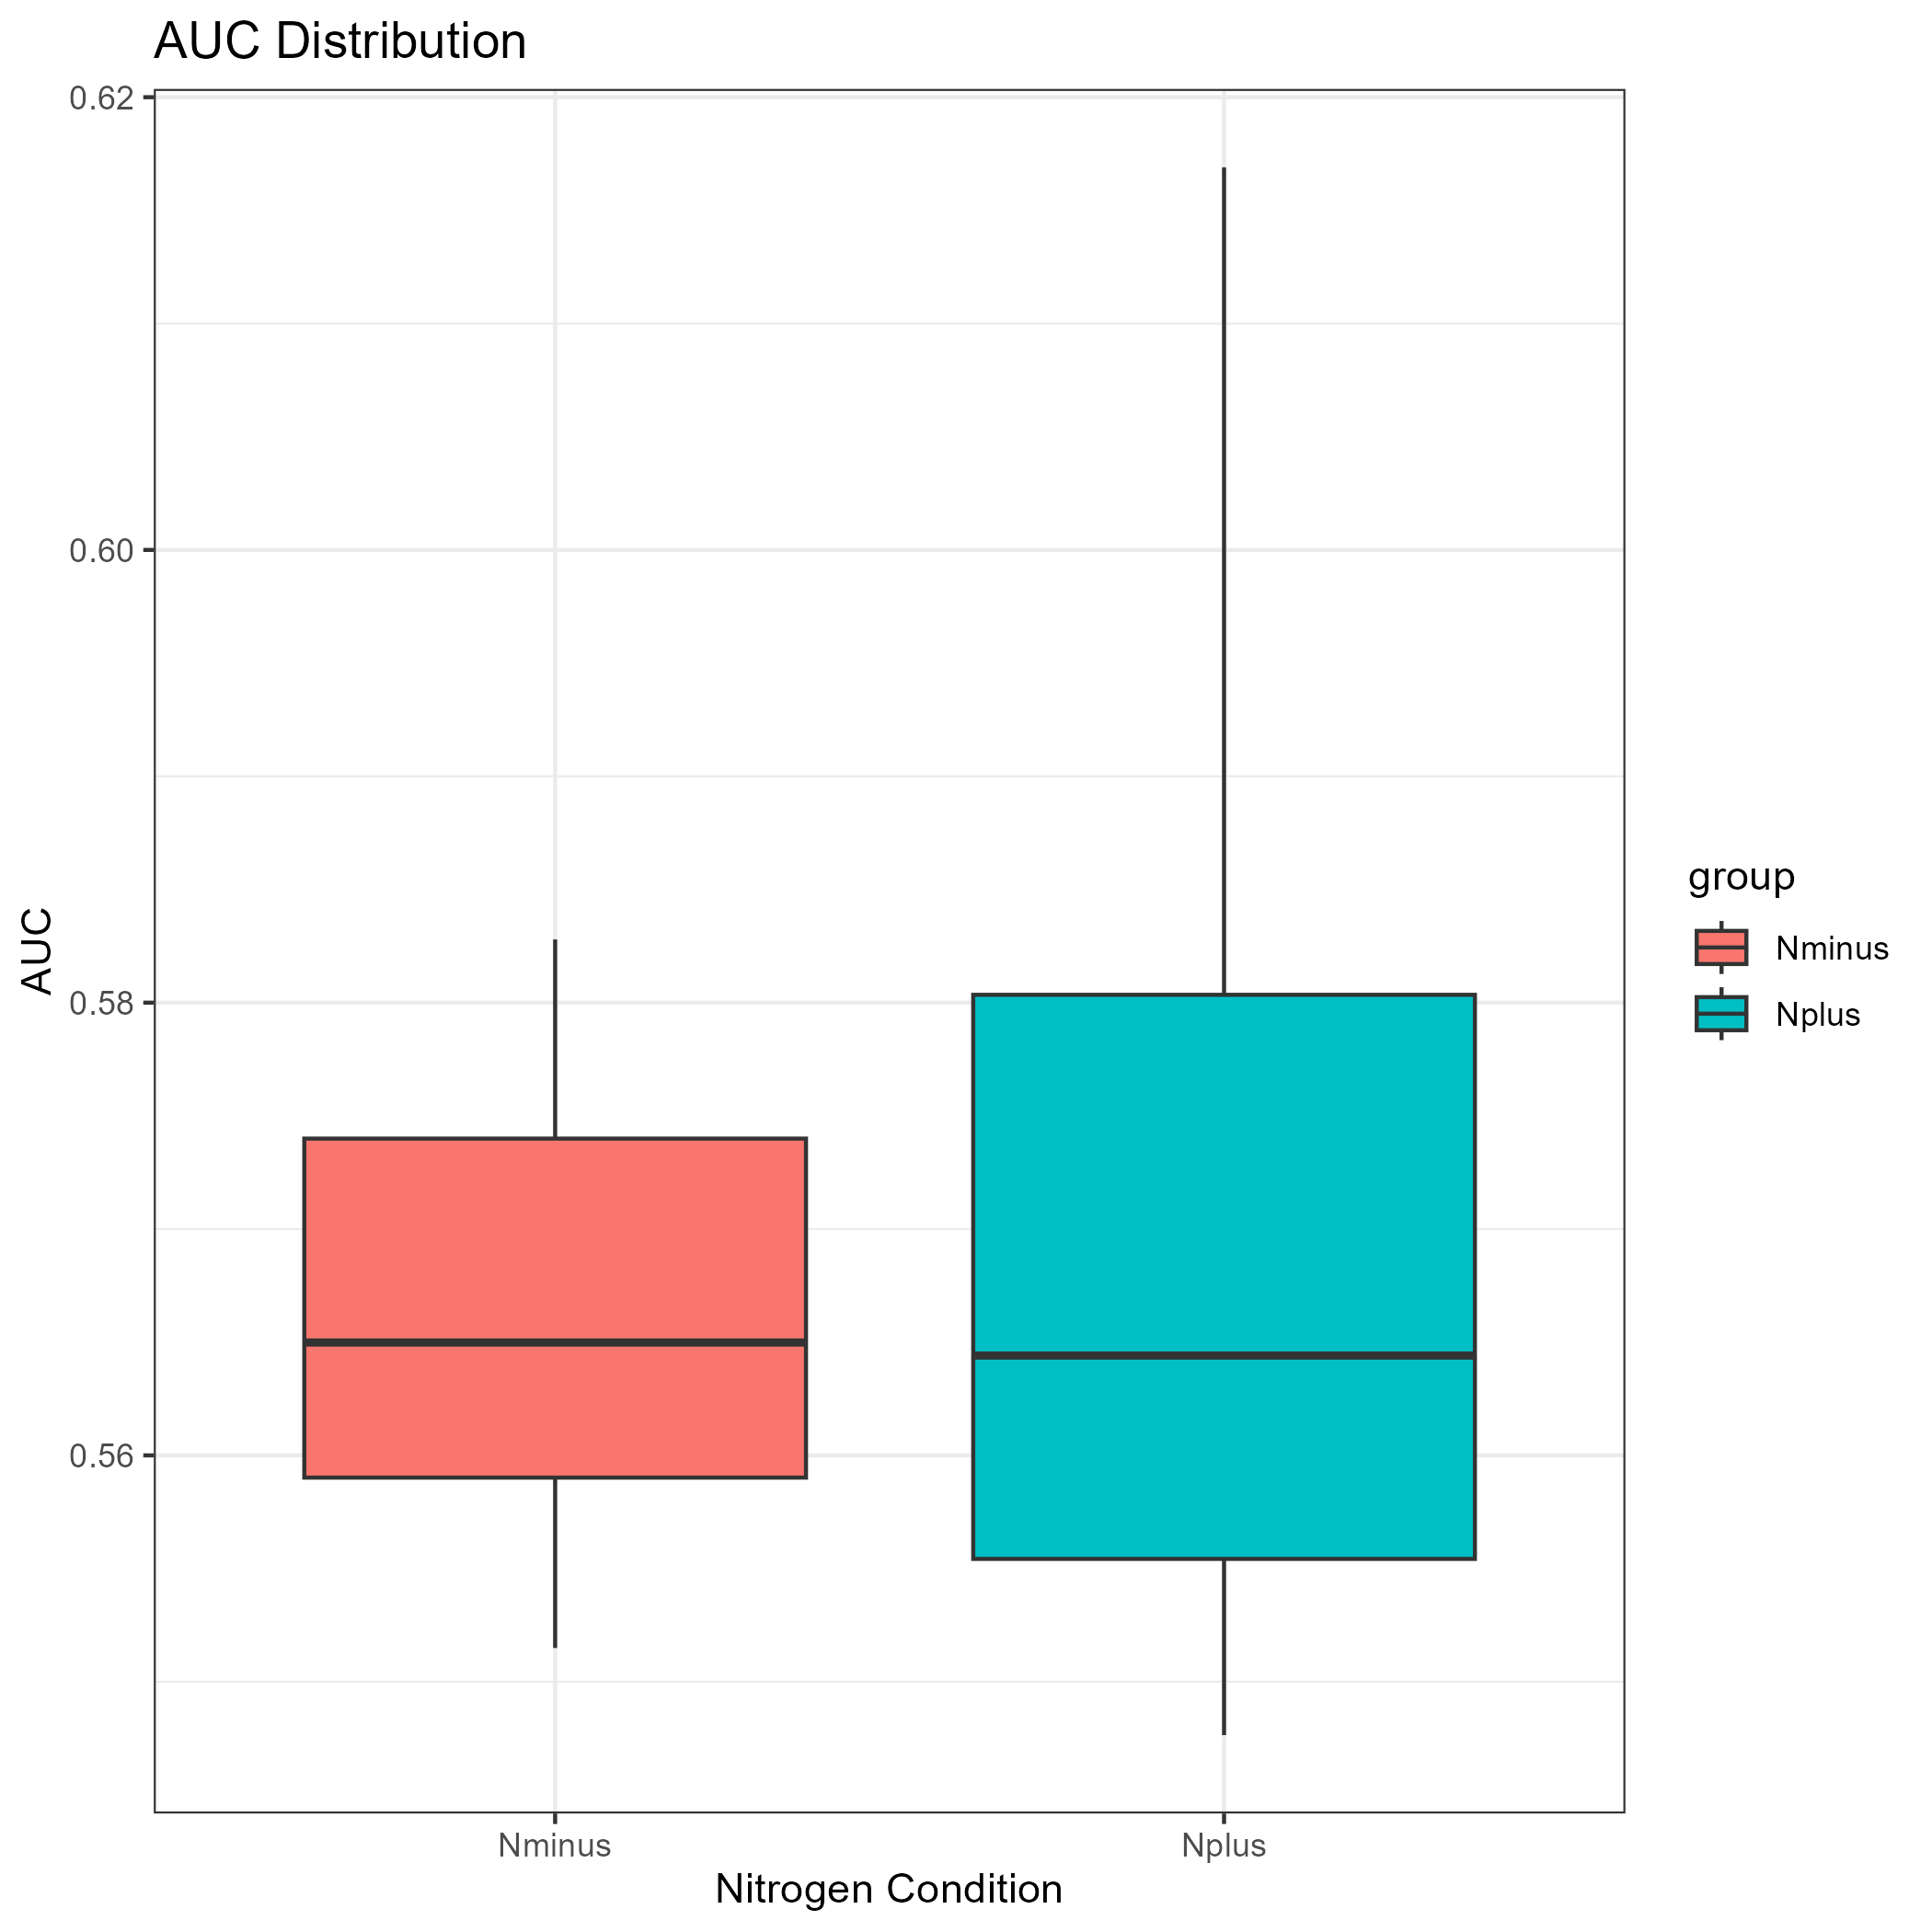 AUC Distribution
0.62
0.60
0.58
0.56
AUC
Nminus
Nplus
Nitrogen Condition
group
Nminus
Nplus